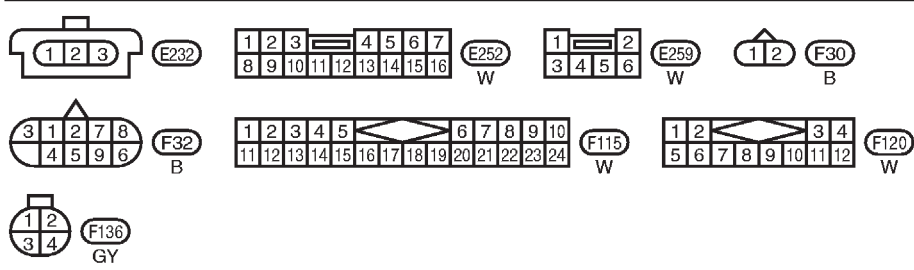 1 2 3 E232
1 2 3 4 5 6 7
8 9 10 11 12 13 14 15 16
E252
W
1 2
3 4 5 6
E259
W
1 2 F30
B
3 1 2 7 8
4 5 9 6
F32
B
1 2 3 4 5 6 7 8 9 10
11 12 13 14 15 16 17 18 19 20 21 22 23 24
F115
W
1 2 3 4
5 6 7 8 9 10 11 12
F120
W
1 2
3 4
F136
GY